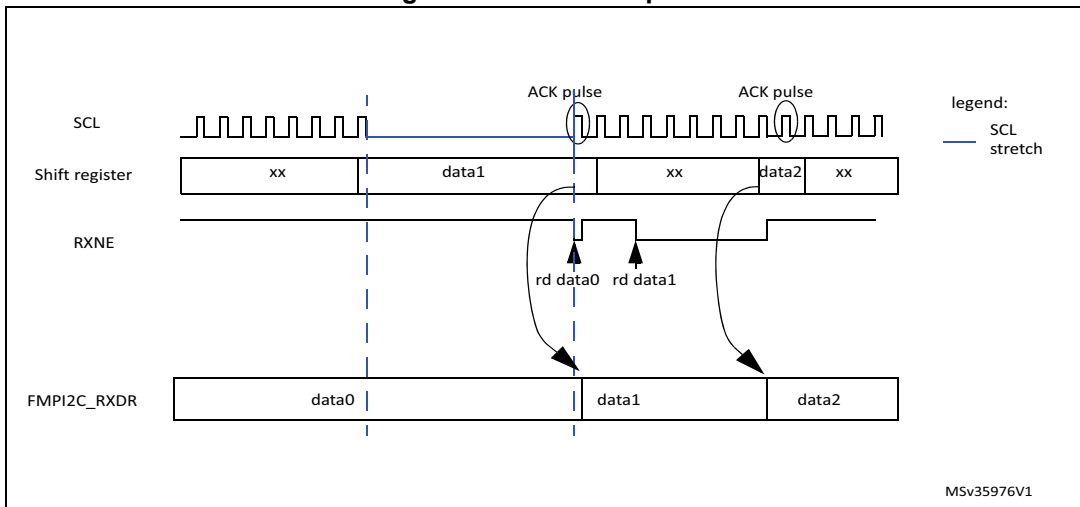 ACK pulse ACK pulse
legend:
SCL
SCL
stretch
Shift register xx data1 xx data2 xx
RXNE
rd data0 rd data1
FMPI2C_RXDR data0 data1 data2
MSv35976V1